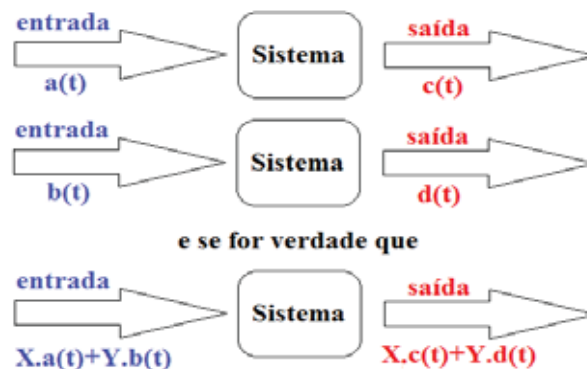 entrada
saída
Sistema
a(t)
c(t)
entrada
saída
Sistema
b(t)
d(t)
e se for verdade que
entrada
saída
Sistema
X.a(t)+Y.b(t)
X.c(t)+Y.d(t)